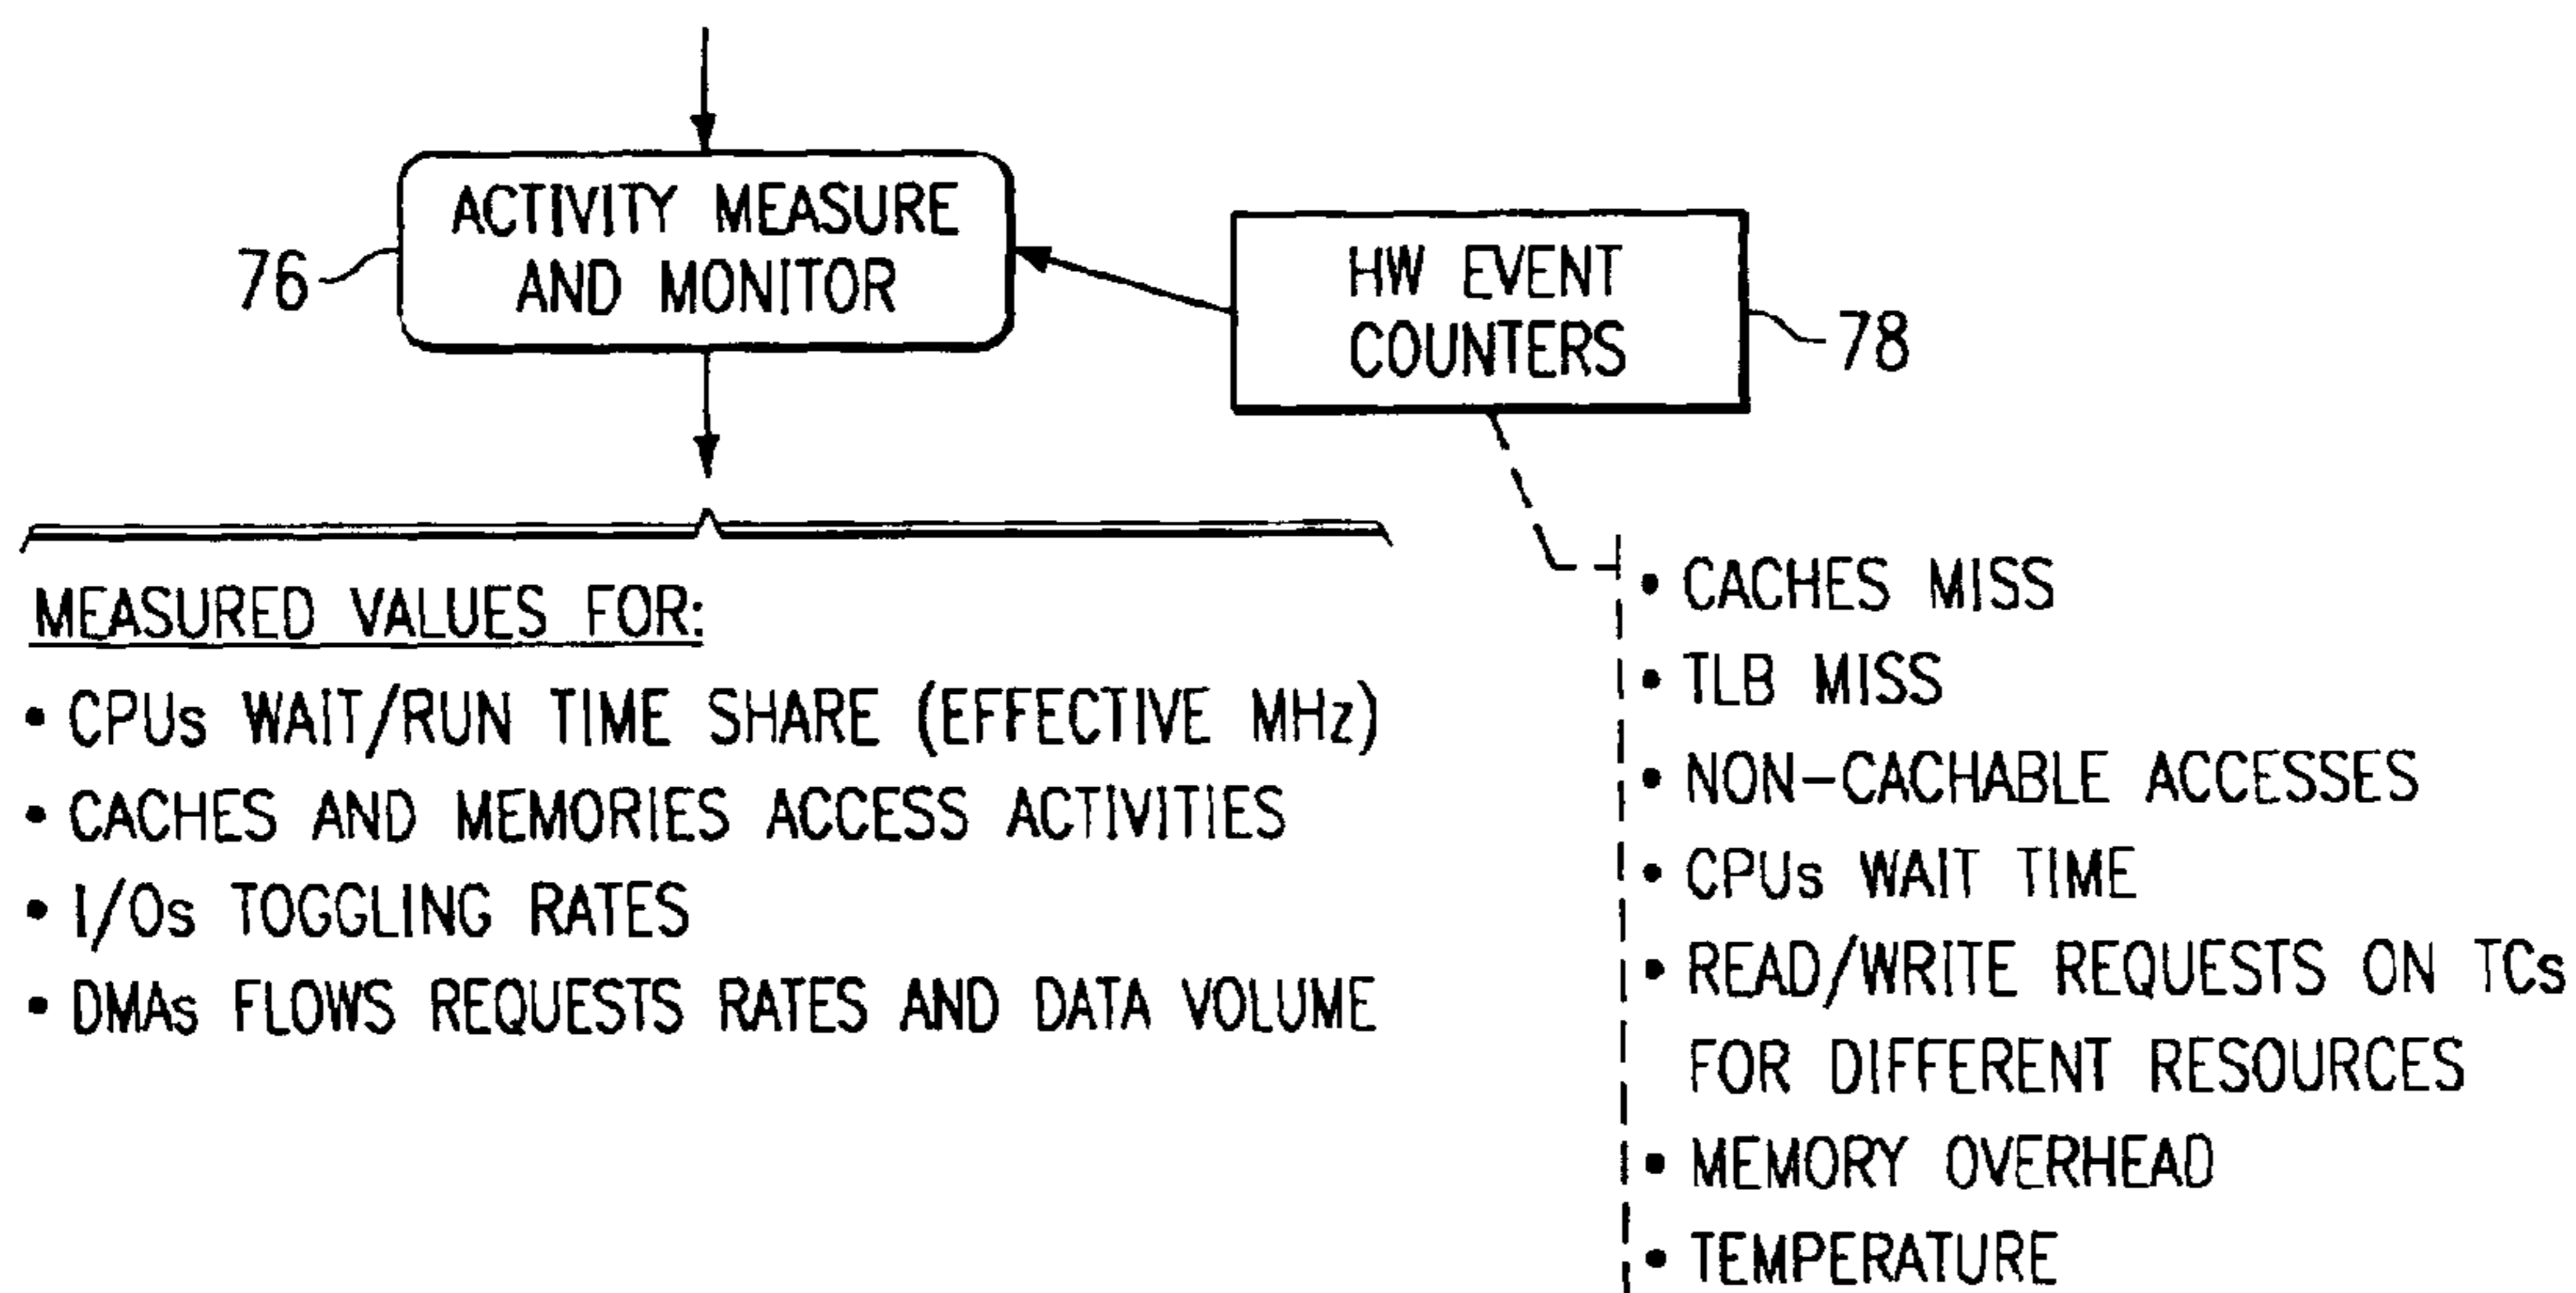 ACTIVITY MEASURE
AND MONITOR
76
HW EVENT
COUNTERS
78
MEASURED VALUES FOR:
• CPUs WAIT/RUN TIME SHARE (EFFECTIVE MHz)
• CACHES AND MEMORIES ACCESS ACTIVITIES
• I/Os TOGGLING RATES
• DMAs FLOWS REQUESTS RATES AND DATA VOLUME
• CACHES MISS
• TLB MISS
• NON-CACHABLE ACCESSES
• CPUs WAIT TIME
• READ/WRITE REQUESTS ON TCs
FOR DIFFERENT RESOURCES
• MEMORY OVERHEAD
• TEMPERATURE